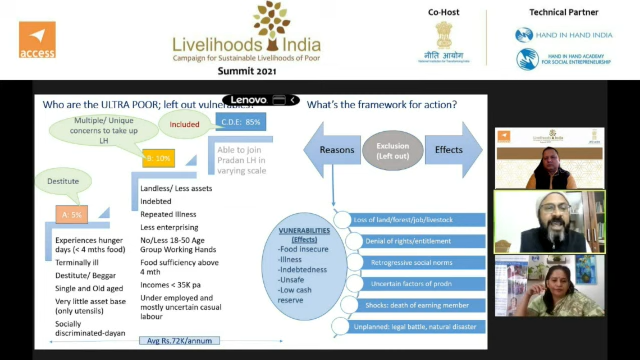 access
Livelihoods India
Campaign for Sustainable Livelihoods of Poor
Summit 2021
Co-Host
नीति आयोग
Technical Partner
HAND IN HAND INDIA
HAND IN HAND ACADEMY
FOR SOCIAL ENTREPRENEURSHIP
Who are the ULTRA POOR; left out
Lenovo
What's the framework for action?
Multiple/ Unique
concerns to take up
LH
Included
C.D.E: 85%
Able to join
Pradan LH in
varying scale
B: 10%
Destitute
A: 5%
Landless/ Less assets
Indebted
Repeated Illness
Less enterprising
No/Less 18-50 Age
Group Working Hands
Food sufficiency above
4 mth
Incomes < 35K pa
Under employed and
mostly uncertain casual
labour
Experiences hunger
days (< 4 mths food)
Terminally ill
Destitute/ Beggar
Single and Old aged
Very little asset base
(only utensils)
Socially
discriminated-dayan
Avg Rs.72K/annum
Reasons
Exclusion
(Left out)
Effects
VULNERABILITIES
(Effects)
-Food insecure
-Illness
-Indebtedness
-Unsafe
-Low cash
reserve
Loss of land/forest/job/livestock
Denial of rights/entitlement
Retrogressive social norms
Uncertain factors of prodn
Shocks: death of earning member
Unplanned: legal battle, natural disaster